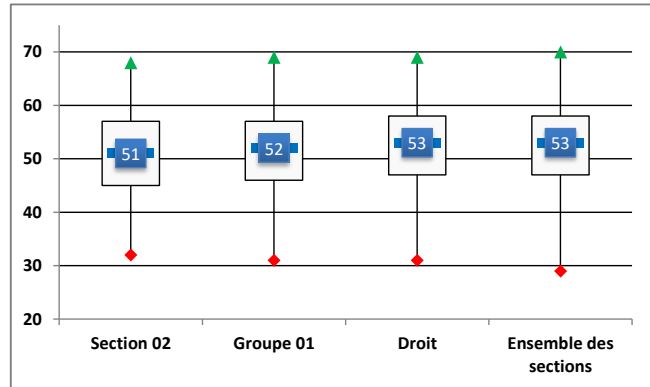 70
60
50
40
30
20
51
52
53
53
Section 02
Groupe 01
Droit
Ensemble des
sections